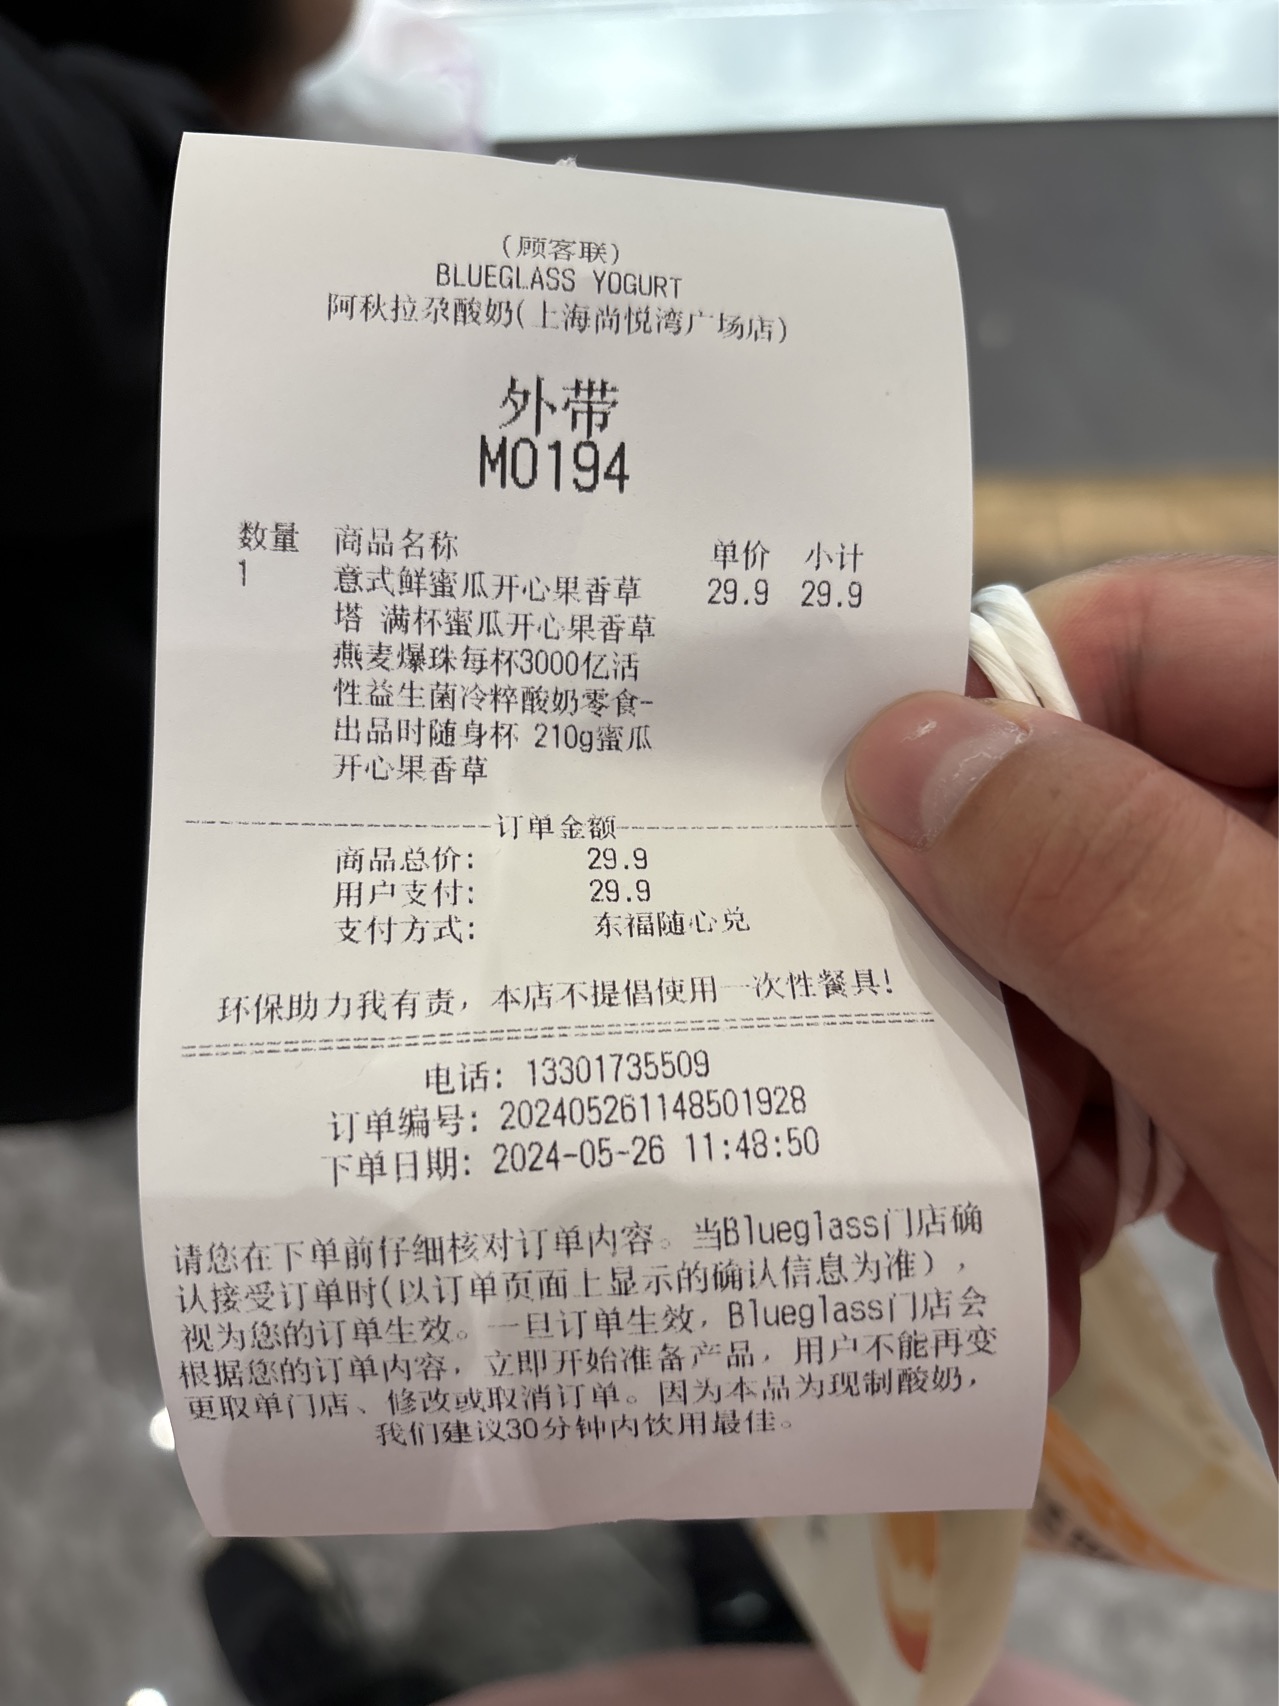 (顾客联)
BLUEGLASS YOGURT
阿秋拉尕酸奶(上海尚悦湾广场店)
外带
M0194
数量 商品名称 单价 小计
1 意式鲜蜜瓜开心果香草 29.9 29.9
塔 满杯蜜瓜开心果香草
燕麦爆珠每杯3000亿活
性益生菌冷粹酸奶零食-
出品时随身杯 210g蜜瓜
开心果香草
订单金额
商品总价: 29.9
用户支付: 29.9
支付方式: 东福随心兑
环保助力我有责, 本店不提倡使用一次性餐具!
电话: 13301735509
订单编号: 202405261148501928
下单日期: 2024-05-26 11:48:50
请您在下单前仔细核对订单内容。当Blueglass门店确
认接受订单时(以订单页面上显示的确认信息为准),
视为您的订单生效。一旦订单生效, Blueglass门店会
根据您的订单内容, 立即开始准备产品, 用户不能再变
更取单门店、修改或取消订单。因为本品为现制酸奶,
我们建议30分钟内饮用最佳。